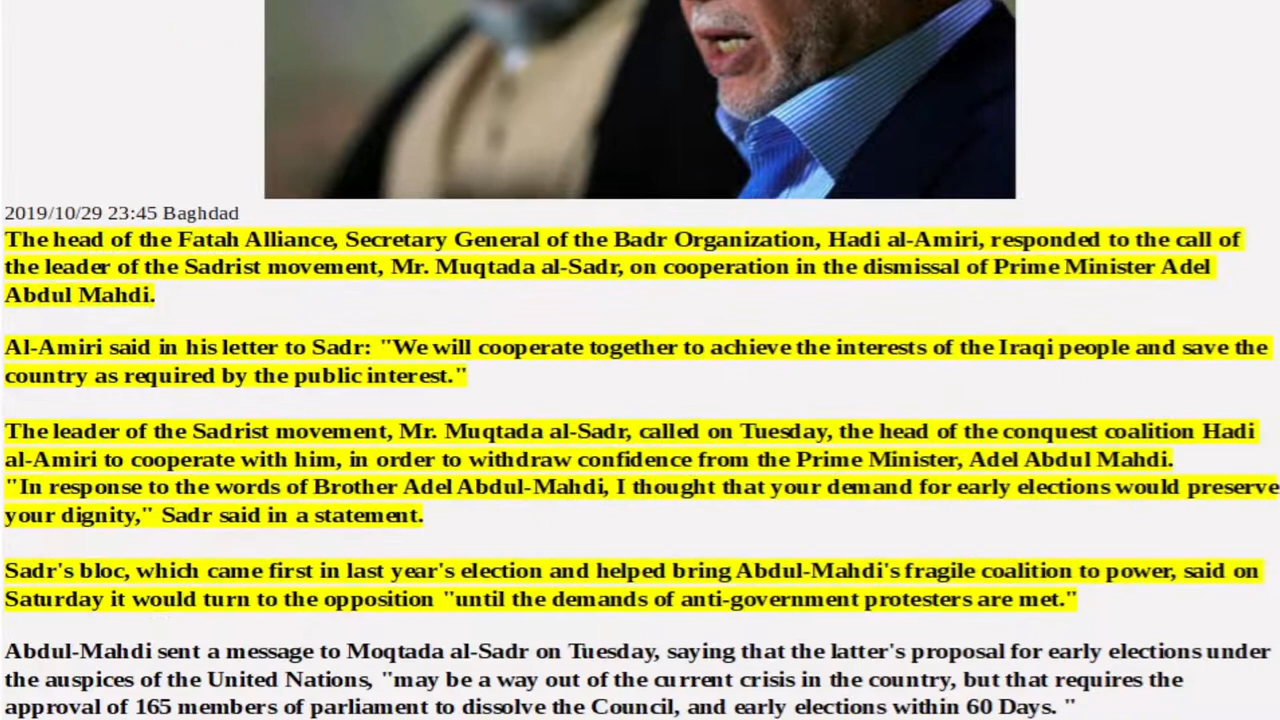 2019/10/29 23:45 Baghdad
The head of the Fatah Alliance, Secretary General of the Badr Organization, Hadi al-Amiri, responded to the call of
the leader of the Sadrist movement, Mr. Muqtada al-Sadr, on cooperation in the dismissal of Prime Minister Adel
Abdul Mahdi.
Al-Amiri said in his letter to Sadr: "We will cooperate together to achieve the interests of the Iraqi people and save the
country as required by the public interest."
The leader of the Sadrist movement, Mr. Muqtada al-Sadr, called on Tuesday, the head of the conquest coalition Hadi
al-Amiri to cooperate with him, in order to withdraw confidence from the Prime Minister, Adel Abdul Mahdi.
"In response to the words of Brother Adel Abdul-Mahdi, I thought that your demand for early elections would preserve
your dignity," Sadr said in a statement.
Sadr's bloc, which came first in last year's election and helped bring Abdul-Mahdi's fragile coalition to power, said on
Saturday it would turn to the opposition "until the demands of anti-government protesters are met."
Abdul-Mahdi sent a message to Moqtada al-Sadr on Tuesday, saying that the latter's proposal for early elections under
the auspices of the United Nations, "may be a way out of the current crisis in the country, but that requires the
approval of 165 members of parliament to dissolve the Council, and early elections within 60 Days. "